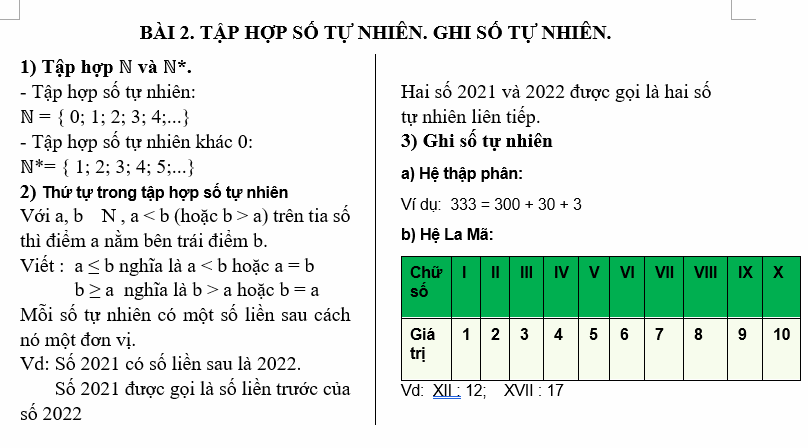 BÀI 2. TẬP HỢP SỐ TỰ NHIÊN. GHI SỐ TỰ NHIÊN.
1) Tập hợp ℕ và ℕ*.
- Tập hợp số tự nhiên:
ℕ = { 0; 1; 2; 3; 4;...}
- Tập hợp số tự nhiên khác 0:
ℕ*= { 1; 2; 3; 4; 5;...}
2) Thứ tự trong tập hợp số tự nhiên
Với a, b N , a < b (hoặc b > a) trên tia số
thì điểm a nằm bên trái điểm b.
Viết : a ≤ b nghĩa là a < b hoặc a = b
b ≥ a nghĩa là b > a hoặc b = a
Mỗi số tự nhiên có một số liền sau cách
nó một đơn vị.
Vd: Số 2021 có số liền sau là 2022.
Số 2021 được gọi là số liền trước của
số 2022
Hai số 2021 và 2022 được gọi là hai số
tự nhiên liên tiếp.
3) Ghi số tự nhiên
a) Hệ thập phân:
Ví dụ: 333 = 300 + 30 + 3
b) Hệ La Mã:
Chữ số I II III IV V VI VII VIII IX X
Giá trị 1 2 3 4 5 6 7 8 9 10
Vd: XII : 12; XVII : 17